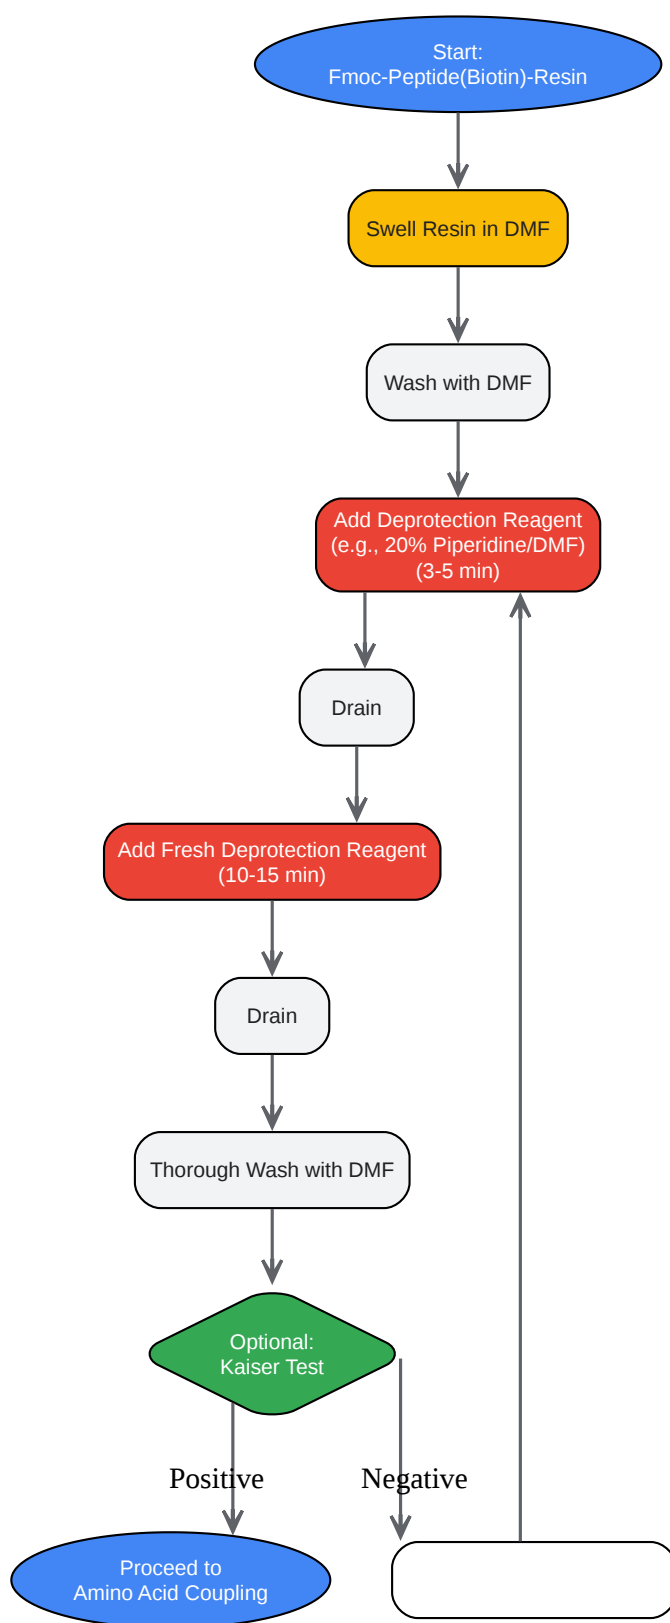 Start:
Fmoc-Peptide(Biotin)-Resin
Swell Resin in DMF
Wash with DMF
Add Deprotection Reagent
(e.g., 20% Piperidine/DMF)
(3-5 min)
Drain
Add Fresh Deprotection Reagent
(10-15 min)
Drain
Thorough Wash with DMF
Optional:
Kaiser Test
Positive
Negative
Proceed to
Amino Acid Coupling